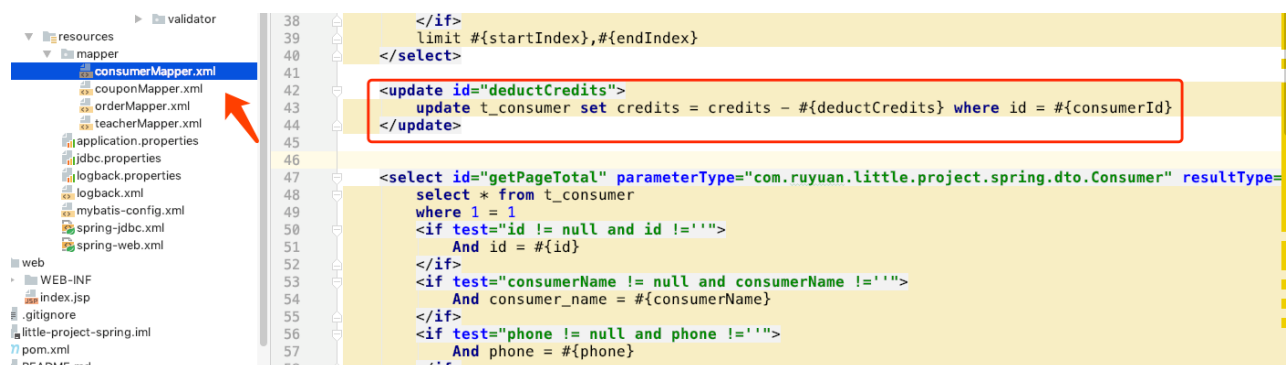 validator
resources
mapper
consumerMapper.xml
couponMapper.xml
orderMapper.xml
teacherMapper.xml
application.properties
jdbc.properties
logback.properties
logback.xml
mybatis-config.xml
spring-jdbc.xml
spring-web.xml
web
WEB-INF
index.jsp
.gitignore
little-project-spring.iml
pom.xml
README.md
38 </if>
39 limit #{startIndex},#{endIndex}
40 </select>
41
42 <update id="deductCredits">
43 update t_consumer set credits = credits - #{deductCredits} where id = #{consumerId}
44 </update>
45
46
47 <select id="getPageTotal" parameterType="com.ruyuan.little.project.spring.dto.Consumer" resultType=
48 select * from t_consumer
49 where 1 = 1
50 <if test="id != null and id !=''">
51 And id = #{id}
52 </if>
53 <if test="consumerName != null and consumerName !=''">
54 And consumer_name = #{consumerName}
55 </if>
56 <if test="phone != null and phone !=''">
57 And phone = #{phone}